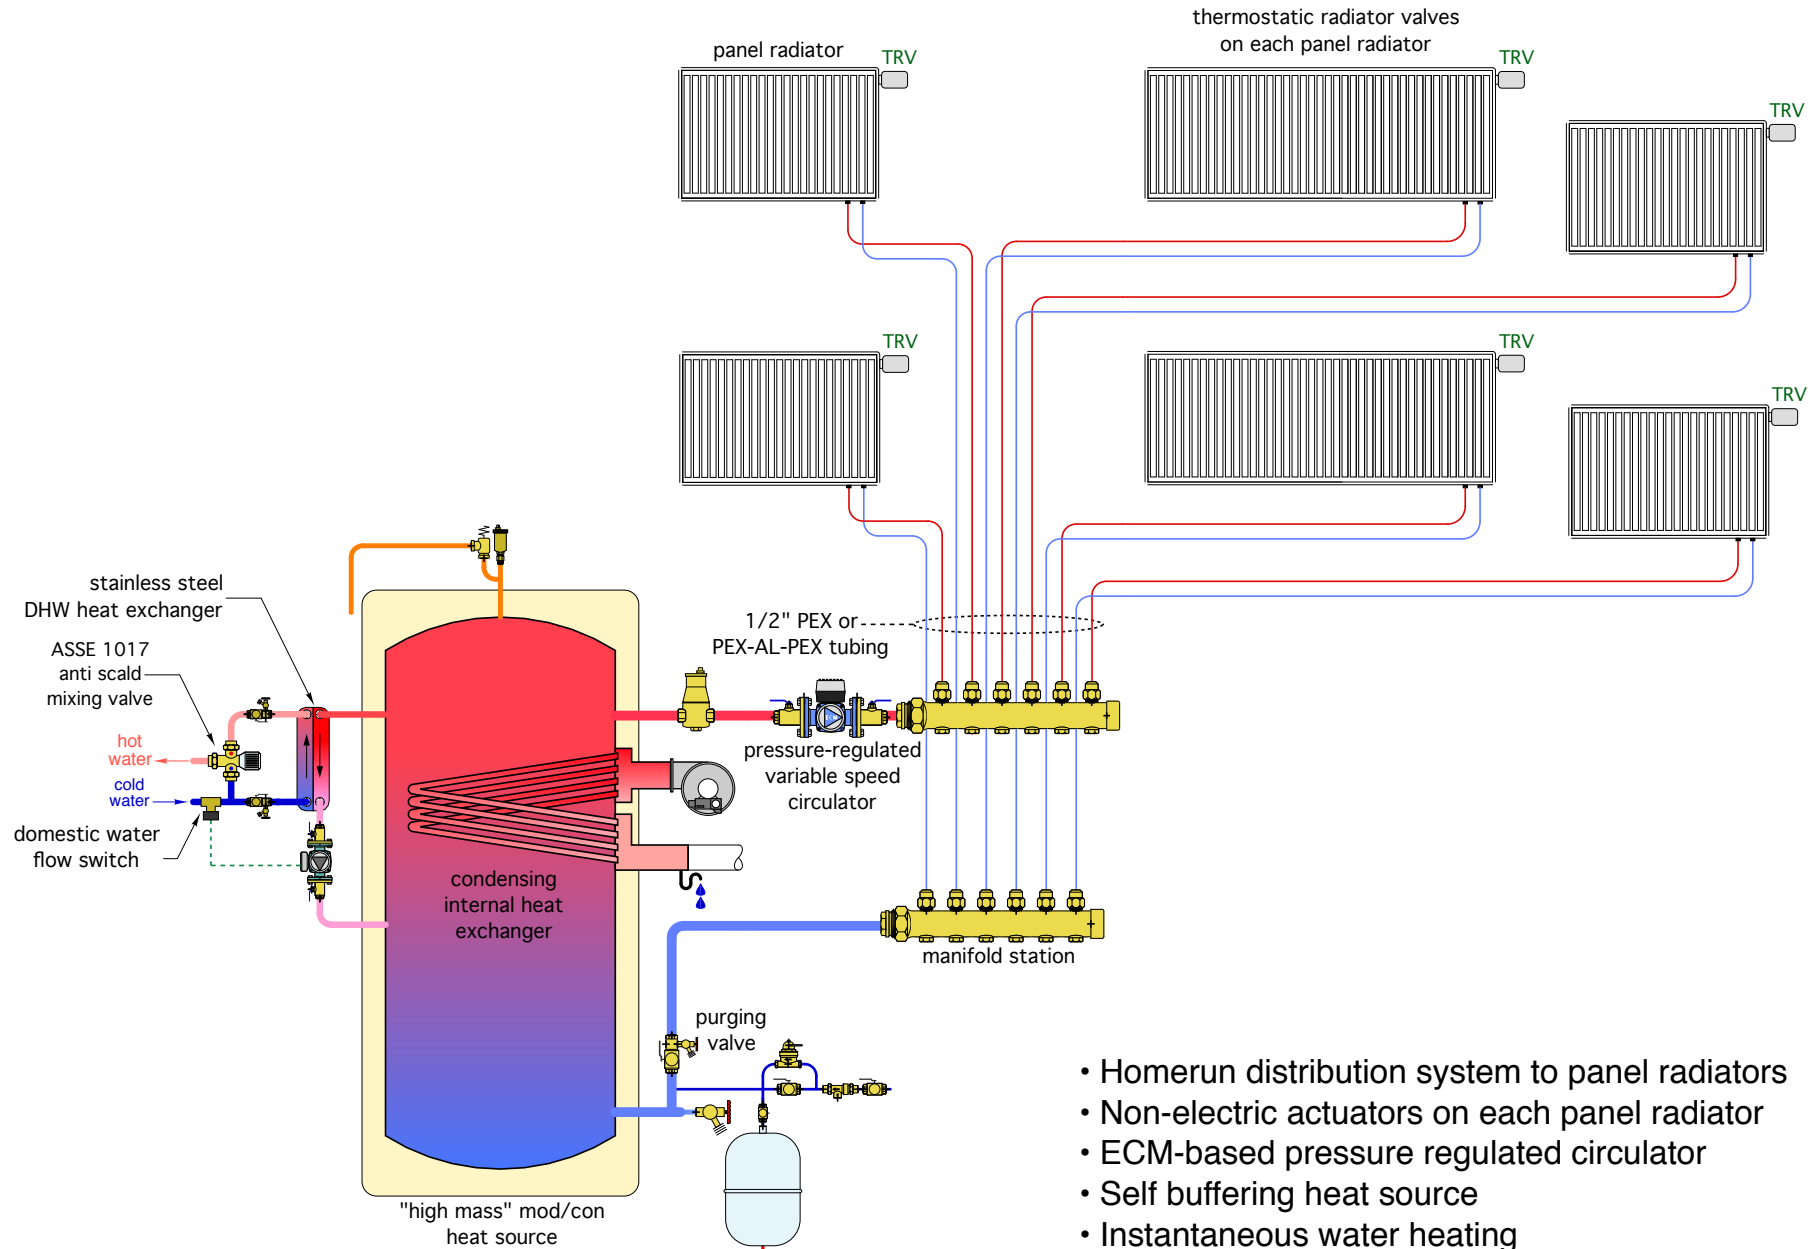 thermostatic radiator valves
on each panel radiator
panel radiator
TRV
TRV
TRV
TRV
TRV
TRV
stainless steel
DHW heat exchanger
ASSE 1017
anti scald
mixing valve
hot
water
cold
water
domestic water
flow switch
1/2" PEX or
PEX-AL-PEX tubing
pressure-regulated
variable speed
circulator
condensing
internal heat
exchanger
manifold station
purging
valve
"high mass" mod/con
heat source
• Homerun distribution system to panel radiators
• Non-electric actuators on each panel radiator
• ECM-based pressure regulated circulator
• Self buffering heat source
• Instantaneous water heating